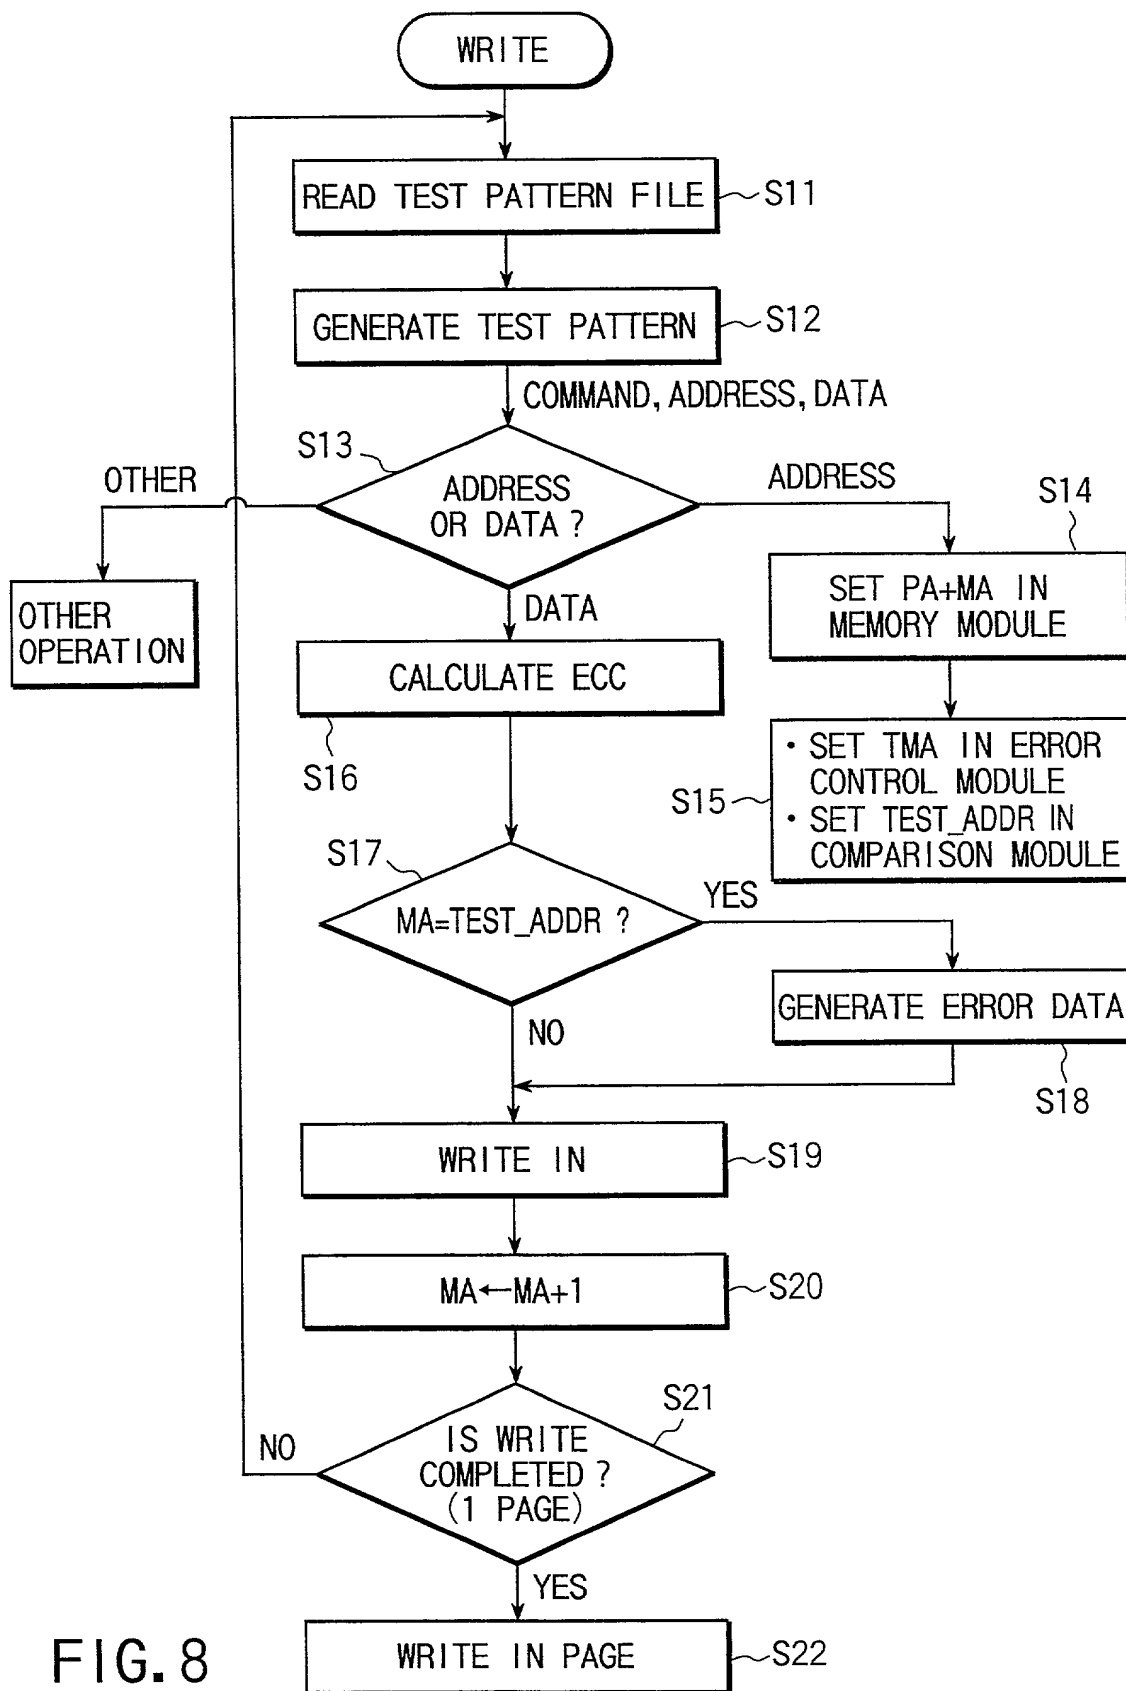 WRITE
READ TEST PATTERN FILE
S11
GENERATE TEST PATTERN
S12
COMMAND, ADDRESS, DATA
S13
OTHER
ADDRESS
OR DATA ?
ADDRESS
S14
OTHER
OPERATION
DATA
SET PA+MA IN
MEMORY MODULE
CALCULATE ECC
S16
• SET TMA IN ERROR
CONTROL MODULE
• SET TEST_ADDR IN
COMPARISON MODULE
S15
S17
MA=TEST_ADDR ?
YES
GENERATE ERROR DATA
NO
S18
WRITE IN
S19
MA←MA+1
S20
S21
NO
IS WRITE
COMPLETED ?
(1 PAGE)
YES
WRITE IN PAGE
S22
FIG. 8